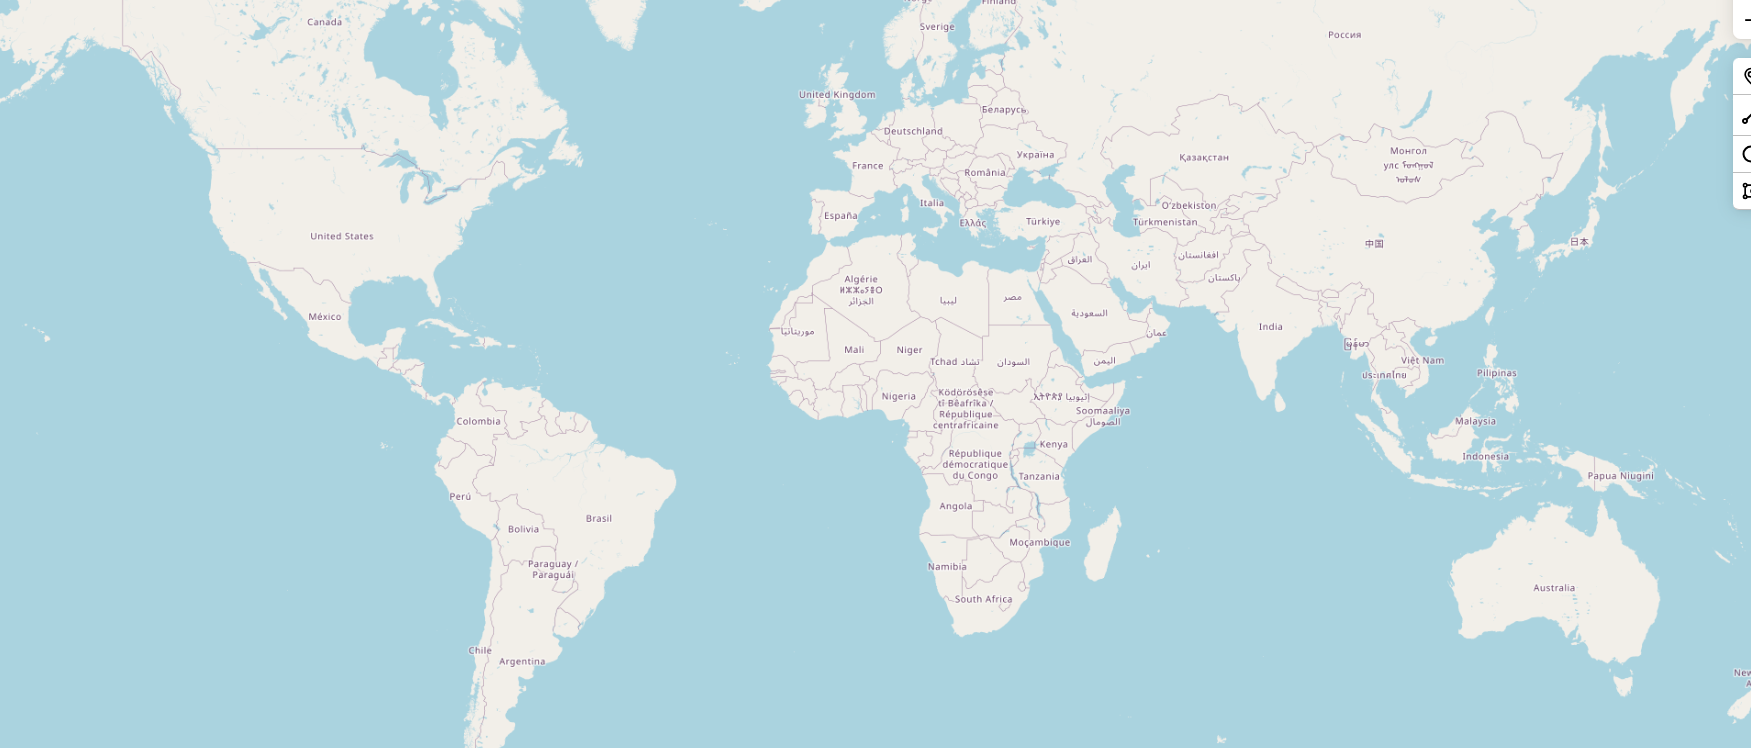 Canada
Sverige
Россия
United Kingdom
Беларусь
Deutschland
Україна
France
România
Қазақстан
Монгол
улс
España
Italia
Ελλάς
Türkiye
O'zbekiston
Türkmenistan
United States
中国
日本
العراق
ایران
افغانستان
پاکستان
Algérie
ⵍⵣⵣⴰⵢⴻⵔ
الجزائر
ليبيا
مصر
السعودية
México
موريتانيا
India
عمان
Mali
Niger
Tchad تشاد
السودان
اليمن
Việt Nam
ประเทศไทย
Pilipinas
Nigeria
Ködörösêse
tî Bêafrîka /
République
centrafricaine
ኢትዮጵያ إثيوبيا
Soomaaliya
الصومال
Colombia
Malaysia
Kenya
Indonesia
République
démocratique
du Congo
Tanzania
Papua Niugini
Perú
Angola
Brasil
Bolivia
Moçambique
Paraguay /
Paraguái
Namibia
South Africa
Australia
Chile
Argentina
New